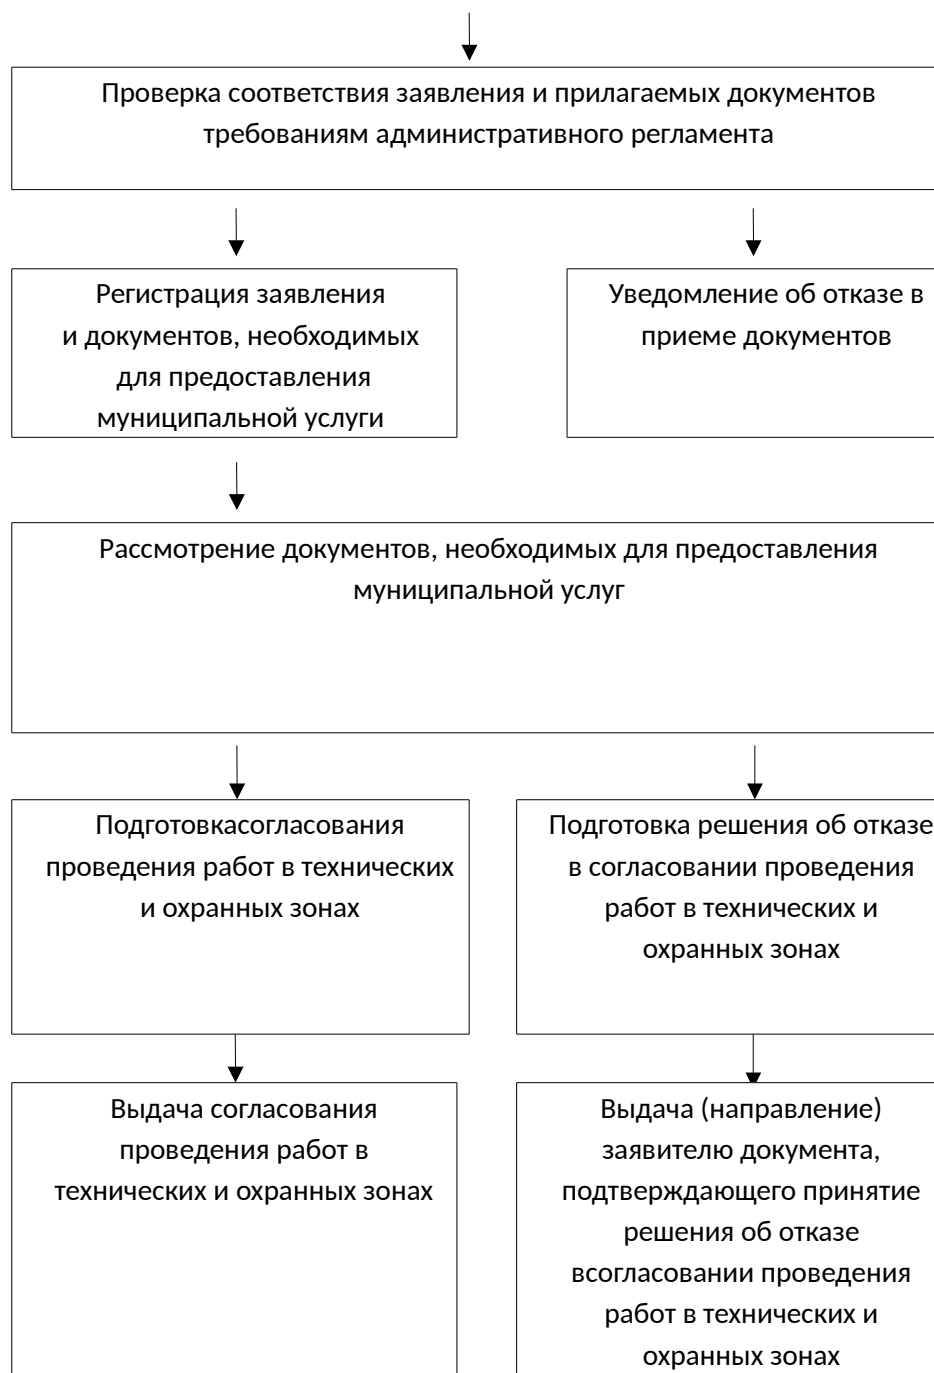 Проверка соответствия заявления и прилагаемых документов
требованиям административного регламента
Регистрация заявления
и документов, необходимых
для предоставления
муниципальной услуги
Уведомление об отказе в
приеме документов
Рассмотрение документов, необходимых для предоставления
муниципальной услуг
Подготовкасогласования
проведения работ в технических
и охранных зонах
Подготовка решения об отказе
в согласовании проведения
работ в технических и
охранных зонах
Выдача согласования
проведения работ в
технических и охранных зонах
Выдача (направление)
заявителю документа,
подтверждающего принятие
решения об отказе
всогласовании проведения
работ в технических и
охранных зонах